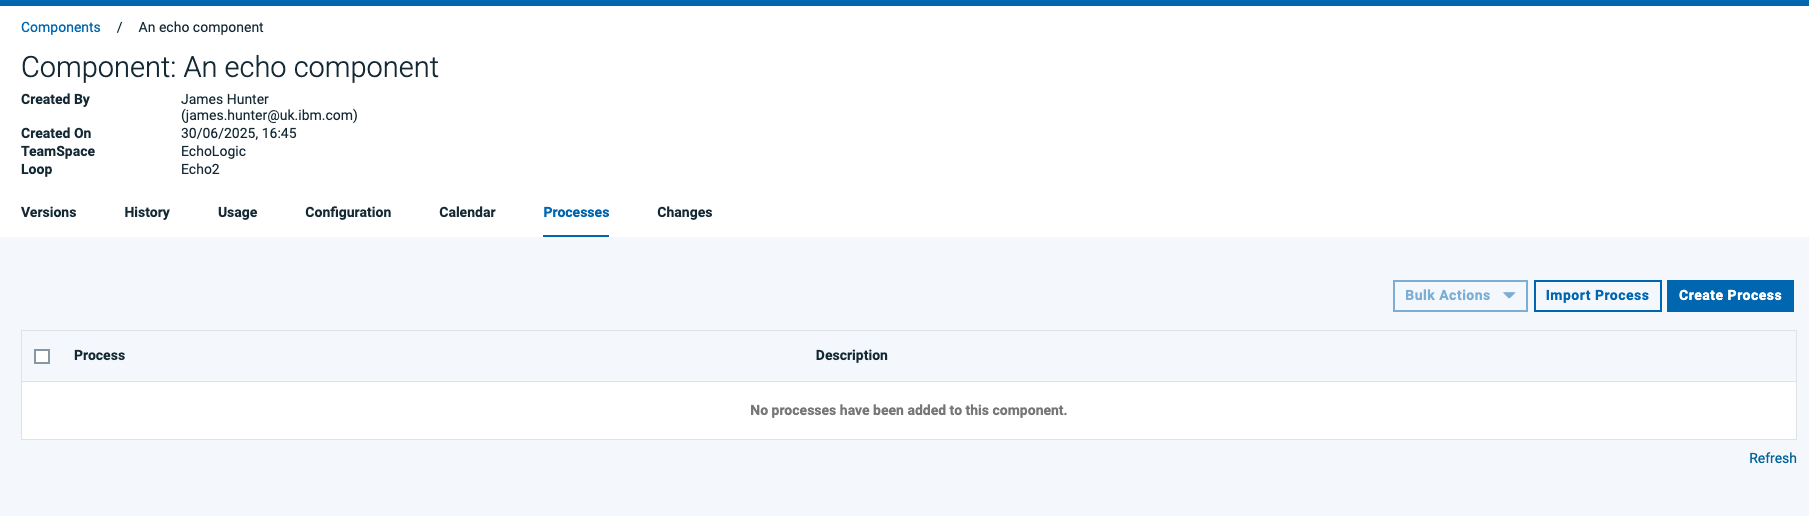 Components / An echo component
Component: An echo component
Created By James Hunter
(james.hunter@uk.ibm.com)
Created On 30/06/2025, 16:45
TeamSpace EchoLogic
Loop Echo2
Versions History Usage Configuration Calendar Processes Changes
Bulk Actions Import Process Create Process
Process Description
No processes have been added to this component.
Refresh